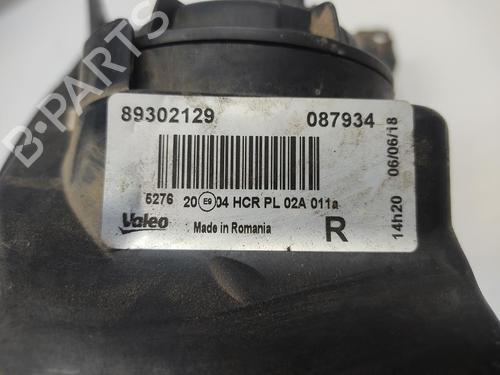 B-PARTS
89302129 087934
5276 20 E9 04 HCR PL 02A 011a
Valeo Made in Romania R
14h20 06/06/18